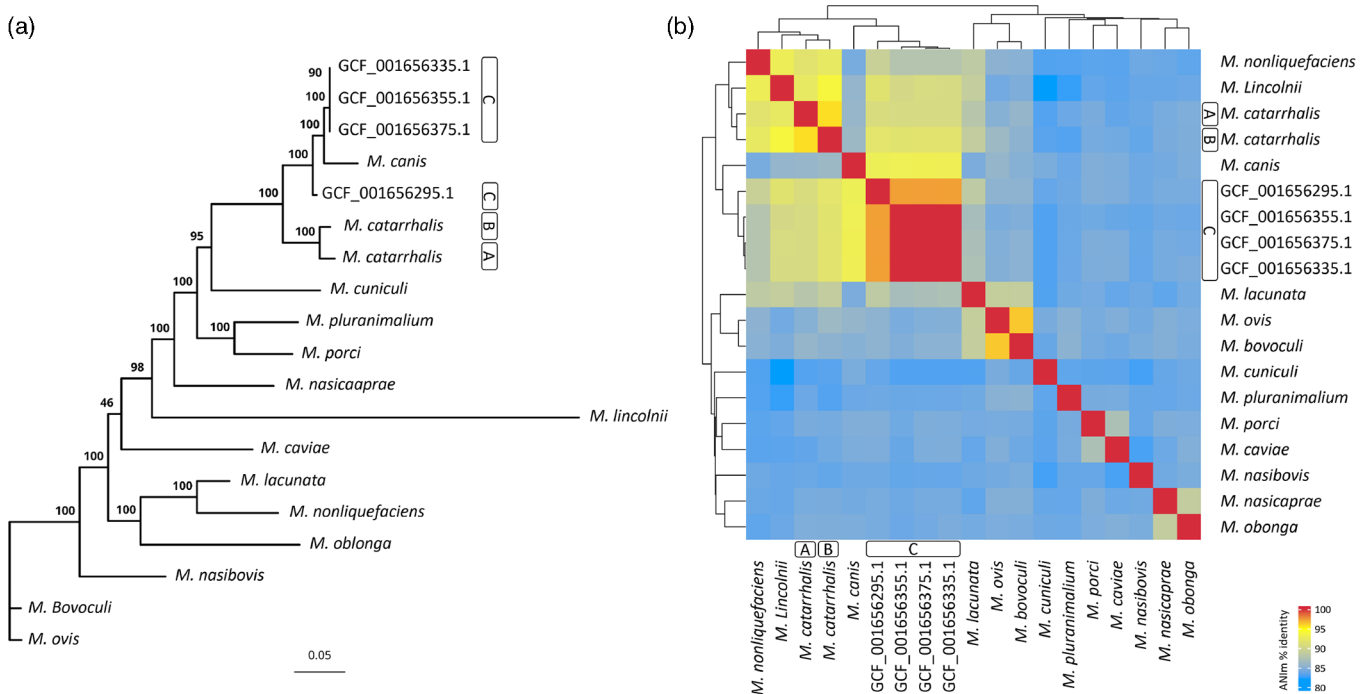 (a)
90
GCF_001656335.1
100
GCF_001656355.1
C
100
GCF_001656375.1
100
M. canis
100
GCF_001656295.1
C
M. catarrhalis
B
100
M. catarrhalis
A
95
M. cuniculi
100
M. pluranimalium
100
M. porci
100
M. nasicaaprae
98
M. lincolnii
46
M. caviae
100
M. lacunata
100
M. nonliquefaciens
100
M. oblonga
M. nasibovis
M. Bovoculi
M. ovis
0.05
(b)
M. nonliquefaciens
M. Lincolnii
A
M. catarrhalis
B
M. catarrhalis
M. canis
C
GCF_001656295.1
GCF_001656355.1
GCF_001656375.1
GCF_001656335.1
M. lacunata
M. ovis
M. bovoculi
M. cuniculi
M. pluranimalium
M. porci
M. caviae
M. nasibovis
M. nasicaprae
M. obonga
A
B
C
M. nonliquefaciens
M. Lincolnii
M. catarrhalis
M. catarrhalis
M. canis
GCF_001656295.1
GCF_001656355.1
GCF_001656375.1
GCF_001656335.1
M. lacunata
M. ovis
M. bovoculi
M. cuniculi
M. pluranimalium
M. porci
M. caviae
M. nasibovis
M. nasicaprae
M. obonga
ANIm % identity
100
95
90
85
80